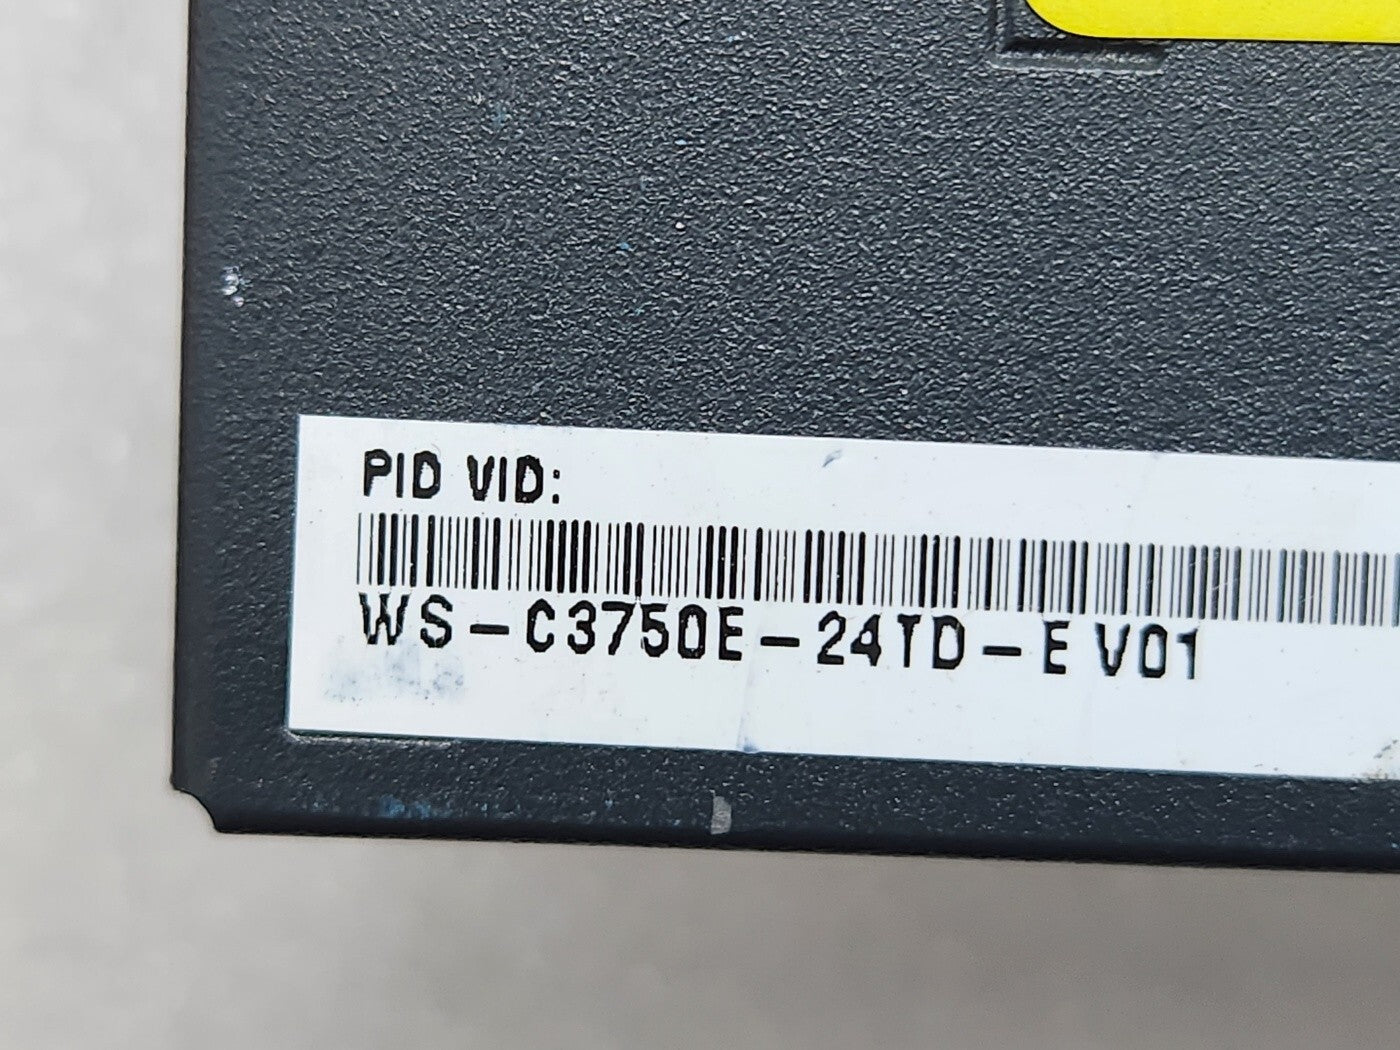 PID VID:
WS-C3750E-24TD-E V01